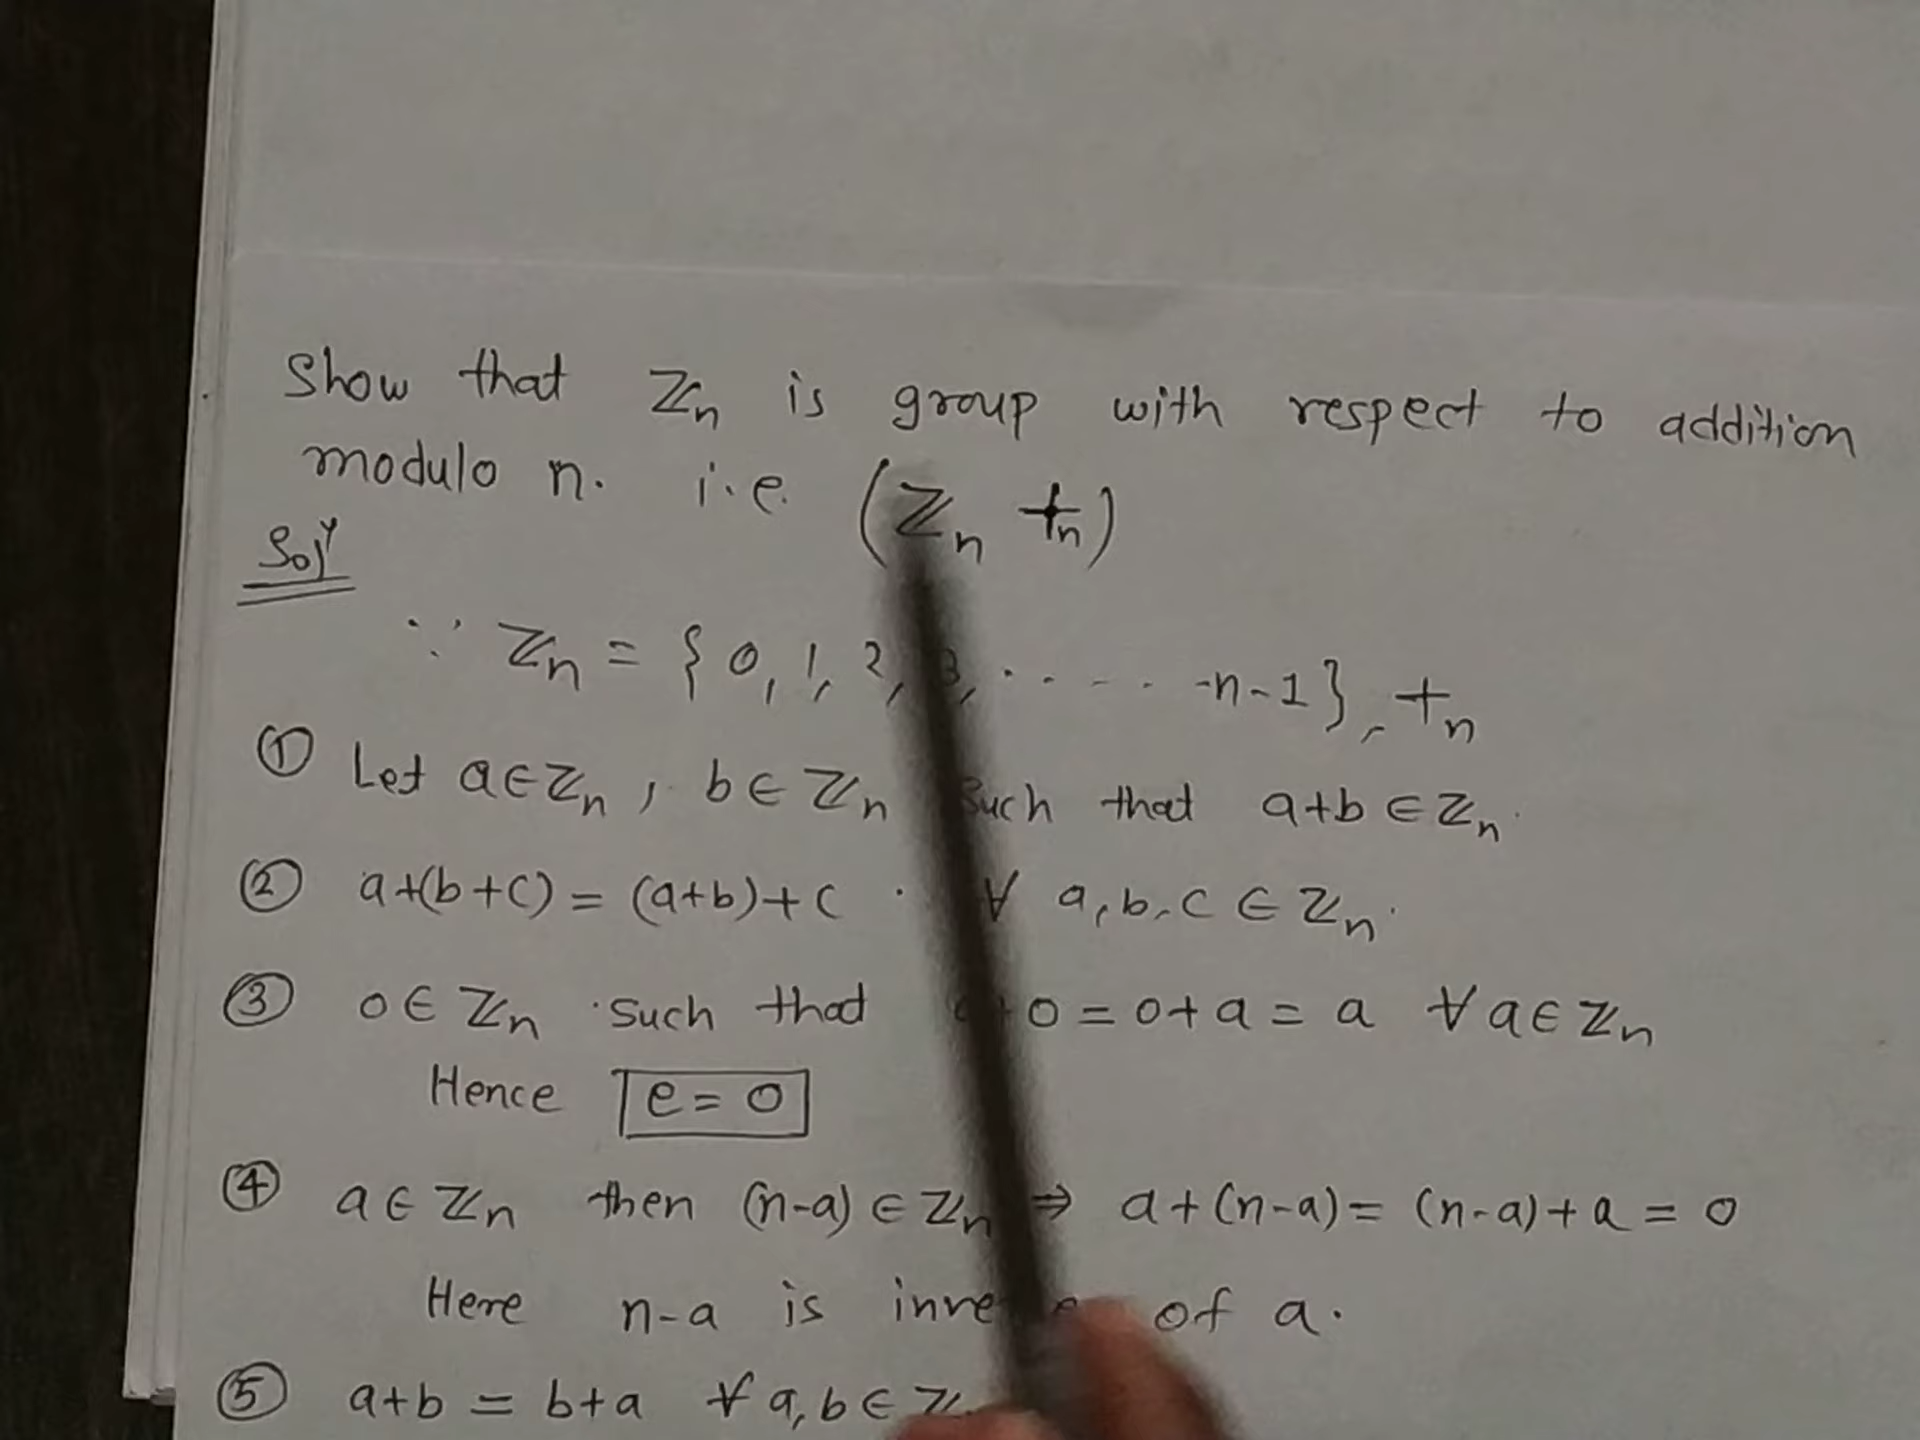 Show that Zn is group with respect to addition
modulo n. i.e. (Zn +n)
Solʸ
∵ Zn = { 0, 1, 2, 3, ..... -n-1}, +n
① Let a∈Zn, b∈Zn such that a+b ∈ Zn.
② a+(b+c) = (a+b)+c . ∀ a,b,c ∈ Zn.
③ 0∈ Zn such that a+0 = 0+a = a ∀ a∈ Zn
Hence e = 0
④ a∈ Zn then (n-a) ∈ Zn ⇒ a+(n-a) = (n-a)+a = 0
Here n-a is of a.
⑤ a+b = b+a ∀ a,b∈